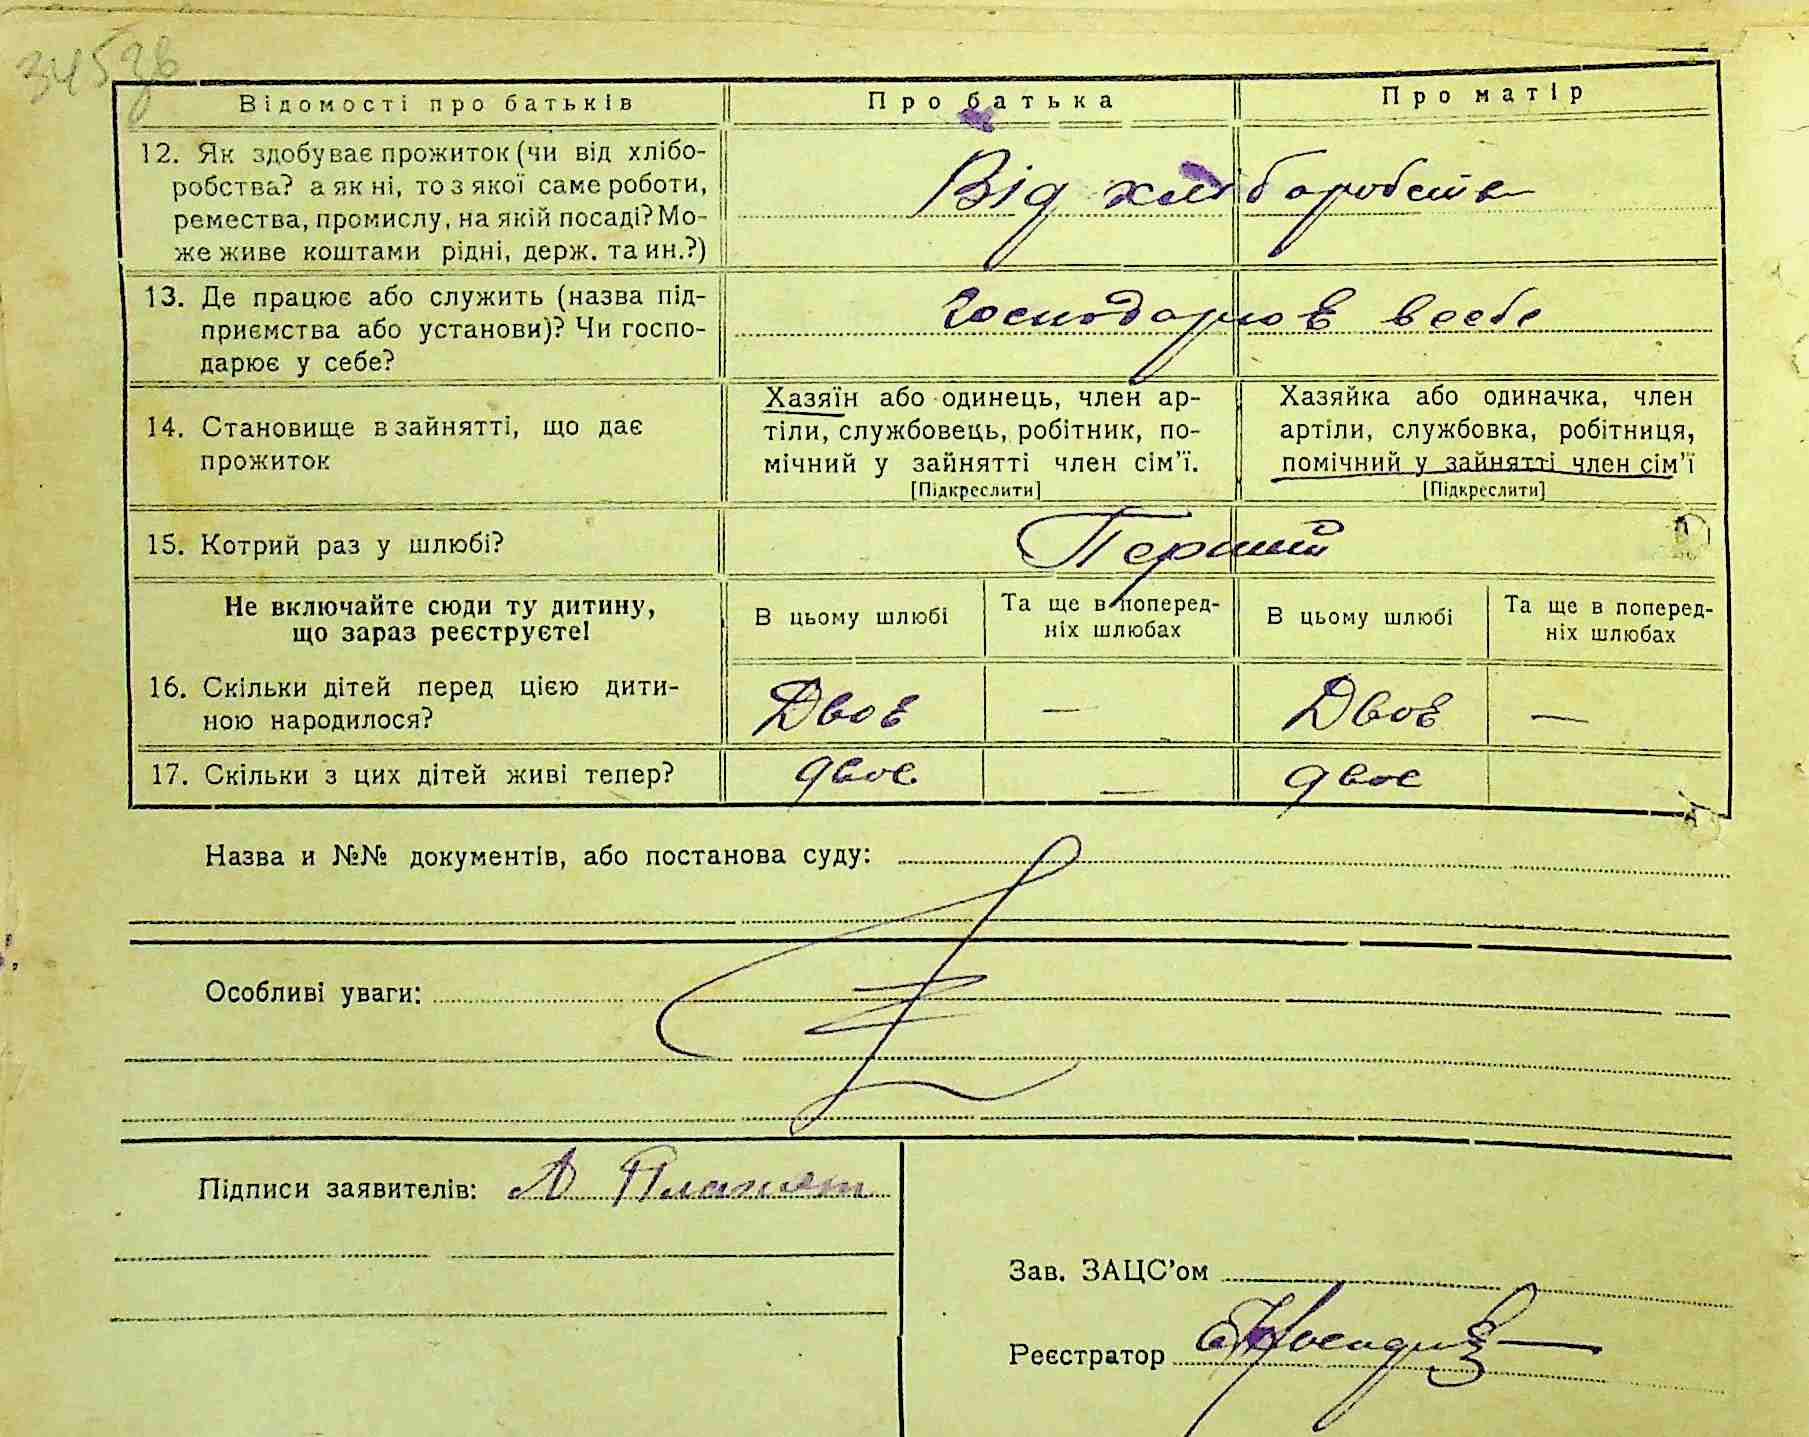 345зв
Відомості про батьків Про батька Про матір
12. Як здобуває прожиток (чи від хлібо-
робства? а як ні, то з якої саме роботи,
ремества, промислу, на якій посаді? Мо-
же живе коштами рідні, держ. та ин.?)
Від хліборобств
13. Де працює або служить (назва під-
приємства або установи)? Чи госпо-
дарює у себе?
Господарює в себе
14. Становище в зайнятті, що дає
прожиток
Хазяїн або одинець, член ар-
тіли, службовець, робітник, по-
мічний у зайнятті член сім'ї.
[Підкреслити]
Хазяйка або одиначка, член
артіли, службовка, робітниця,
помічний у зайнятті член сім'ї
[Підкреслити]
15. Котрий раз у шлюбі? Перший
Не включайте сюди ту дитину,
що зараз реєструєте!
В цьому шлюбі
Та ще в поперед-
ніх шлюбах
В цьому шлюбі
Та ще в поперед-
ніх шлюбах
16. Скільки дітей перед цією дити-
ною народилося?
Двоє — Двоє —
17. Скільки з цих дітей живі тепер? двоє — двоє
Назва и №№ документів, або постанова суду:
Особливі уваги:
Підписи заявителів:
Зав. ЗАЦС'ом
Реєстратор